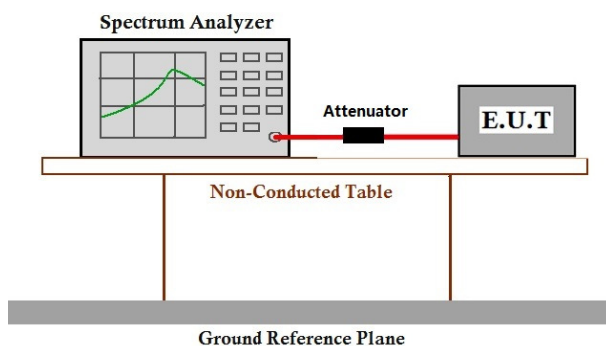 Spectrum Analyzer
Attenuator
E.U.T
Non-Conducted Table
Ground Reference Plane